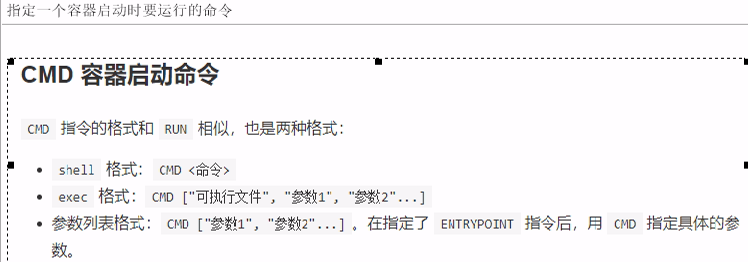 指定一个容器启动时要运行的命令
CMD 容器启动命令
CMD 指令的格式和 RUN 相似，也是两种格式：
• shell 格式： CMD <命令>
• exec 格式： CMD ["可执行文件", "参数1", "参数2"...]
• 参数列表格式： CMD ["参数1", "参数2"...] 。在指定了 ENTRYPOINT 指令后，用 CMD 指定具体的参
数。